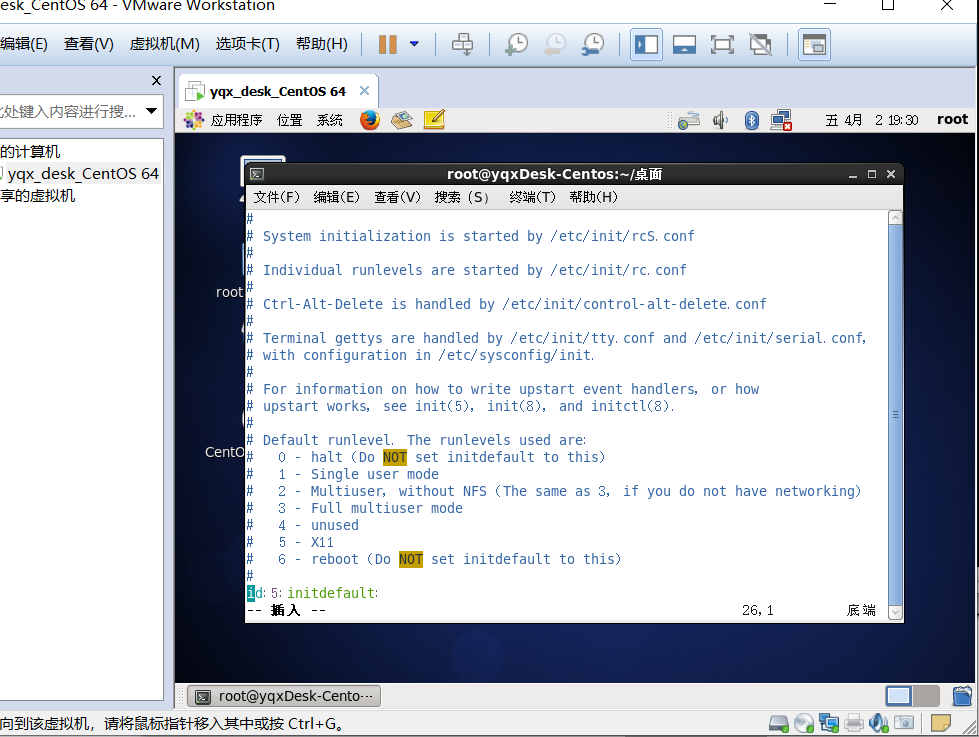 esk_CentOS 64 - VMware Workstation
编辑(E) 查看(V) 虚拟机(M) 选项卡(T) 帮助(H)
此处键入内容进行搜...
的计算机
yqx_desk_CentOS 64
享的虚拟机
yqx_desk_CentOS 64
应用程序 位置 系统 五 4月 2 19:30 root
root
CentO
root@yqxDesk-Centos:~/桌面
文件(F) 编辑(E) 查看(V) 搜索 (S) 终端(T) 帮助(H)
#
# System initialization is started by /etc/init/rcS.conf
#
# Individual runlevels are started by /etc/init/rc.conf
#
# Ctrl-Alt-Delete is handled by /etc/init/control-alt-delete.conf
#
# Terminal gettys are handled by /etc/init/tty.conf and /etc/init/serial.conf,
# with configuration in /etc/sysconfig/init.
#
# For information on how to write upstart event handlers, or how
# upstart works, see init(5), init(8), and initctl(8).
#
# Default runlevel. The runlevels used are:
#   0 - halt (Do NOT set initdefault to this)
#   1 - Single user mode
#   2 - Multiuser, without NFS (The same as 3, if you do not have networking)
#   3 - Full multiuser mode
#   4 - unused
#   5 - X11
#   6 - reboot (Do NOT set initdefault to this)
#
id:5:initdefault:
-- 插入 -- 26,1 底端
root@yqxDesk-Cento···
向到该虚拟机，请将鼠标指针移入其中或按 Ctrl+G。